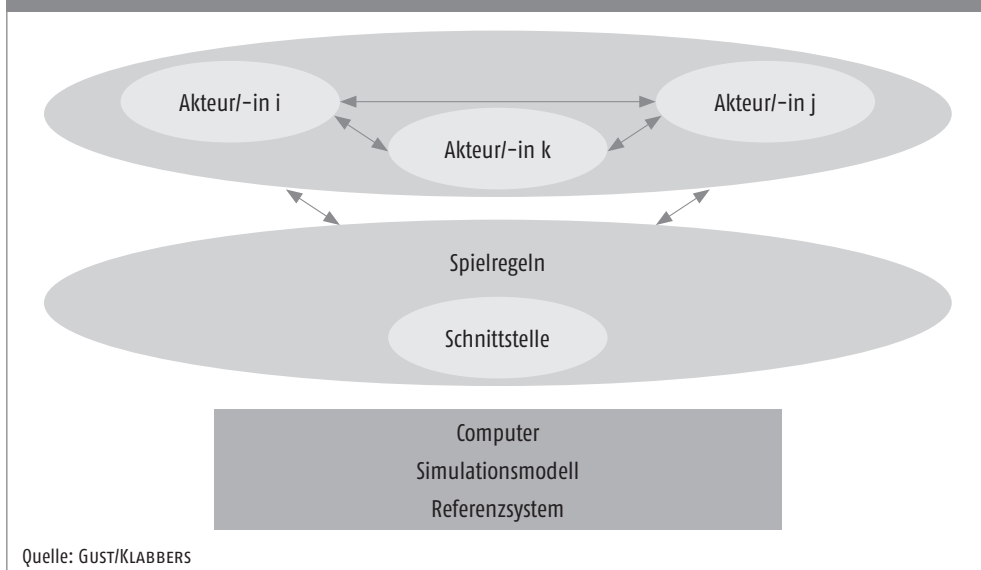 Akteur/-in i
Akteur/-in j
Akteur/-in k
Spielregeln
Schnittstelle
Computer
Simulationsmodell
Referenzsystem
Quelle: GUST/KLABBERS